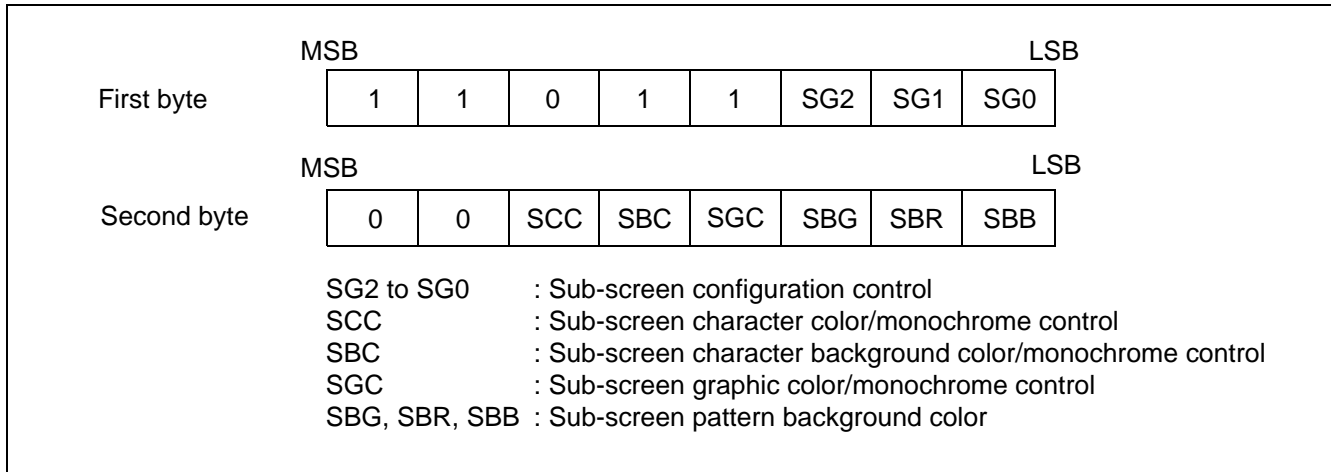 MSB LSB
First byte 1 1 0 1 1 SG2 SG1 SG0
MSB LSB
Second byte 0 0 SCC SBC SGC SBG SBR SBB
SG2 to SG0 : Sub-screen configuration control
SCC : Sub-screen character color/monochrome control
SBC : Sub-screen character background color/monochrome control
SGC : Sub-screen graphic color/monochrome control
SBG, SBR, SBB : Sub-screen pattern background color